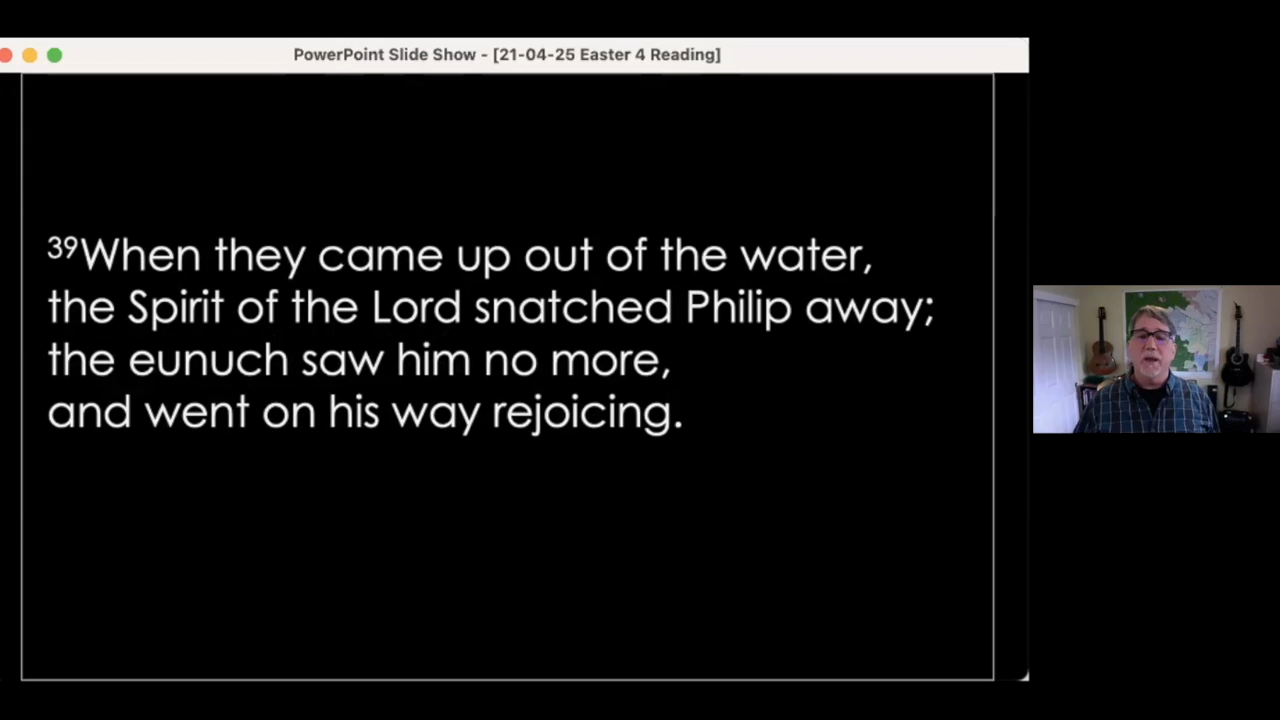 PowerPoint Slide Show - [21-04-25 Easter 4 Reading]
39When they came up out of the water,
the Spirit of the Lord snatched Philip away;
the eunuch saw him no more,
and went on his way rejoicing.